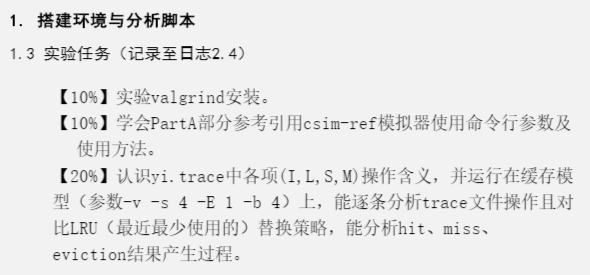 1. 搭建环境与分析脚本
1.3 实验任务（记录至日志2.4）
【10%】实验valgrind安装。
【10%】学会PartA部分参考引用csim-ref模拟器使用命令行参数及
使用方法。
【20%】认识yi.trace中各项(I,L,S,M)操作含义，并运行在缓存模
型（参数-v -s 4 -E 1 -b 4）上，能逐条分析trace文件操作且对
比LRU（最近最少使用的）替换策略，能分析hit、miss、
eviction结果产生过程。